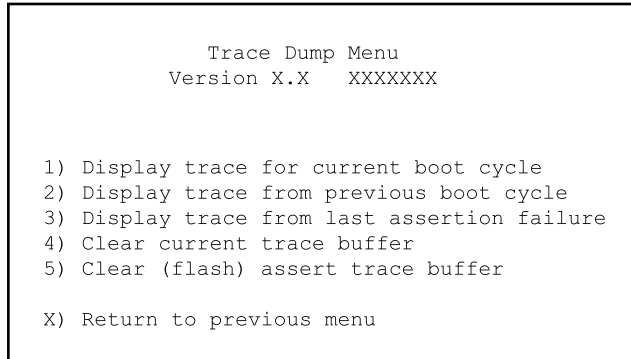 Trace Dump Menu
Version X.X XXXXXXX
1) Display trace for current boot cycle
2) Display trace from previous boot cycle
3) Display trace from last assertion failure
4) Clear current trace buffer
5) Clear (flash) assert trace buffer
X) Return to previous menu